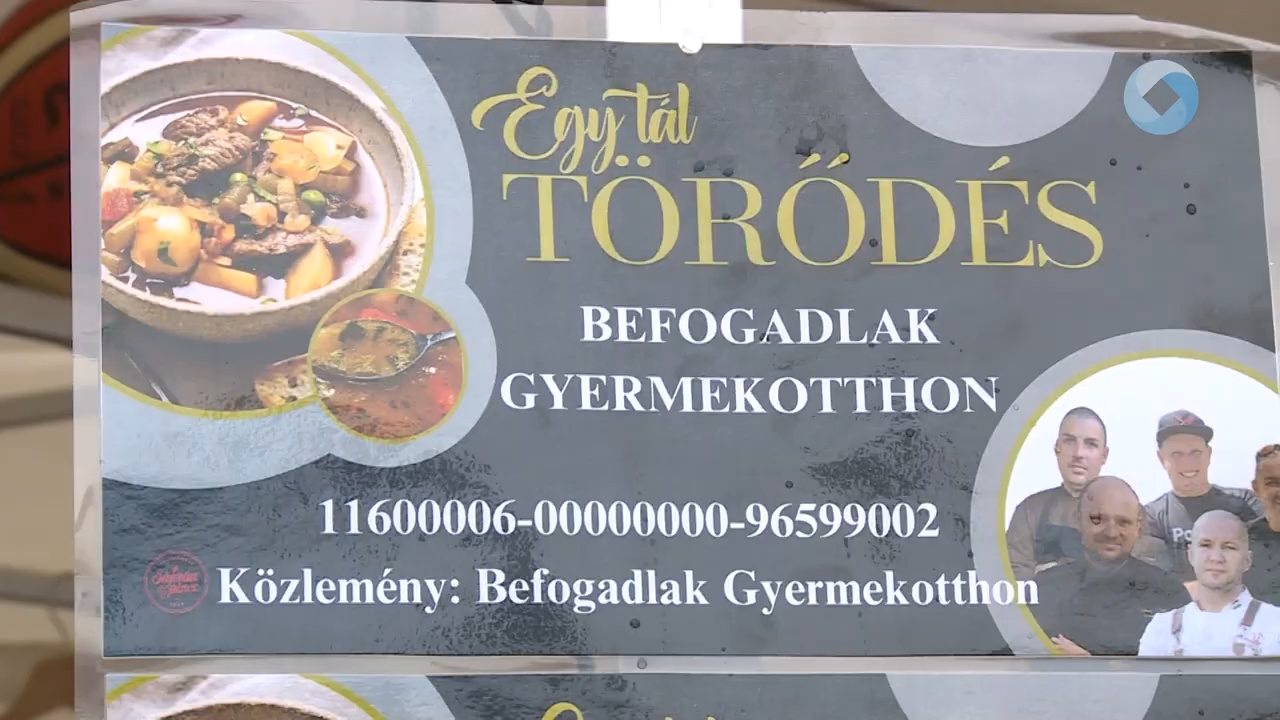 Egy tál
TÖRŐDÉS
BEFOGADLAK
GYERMEKOTTHON
11600006-00000000-96599002
Közlemény: Befogadlak Gyermekotthon